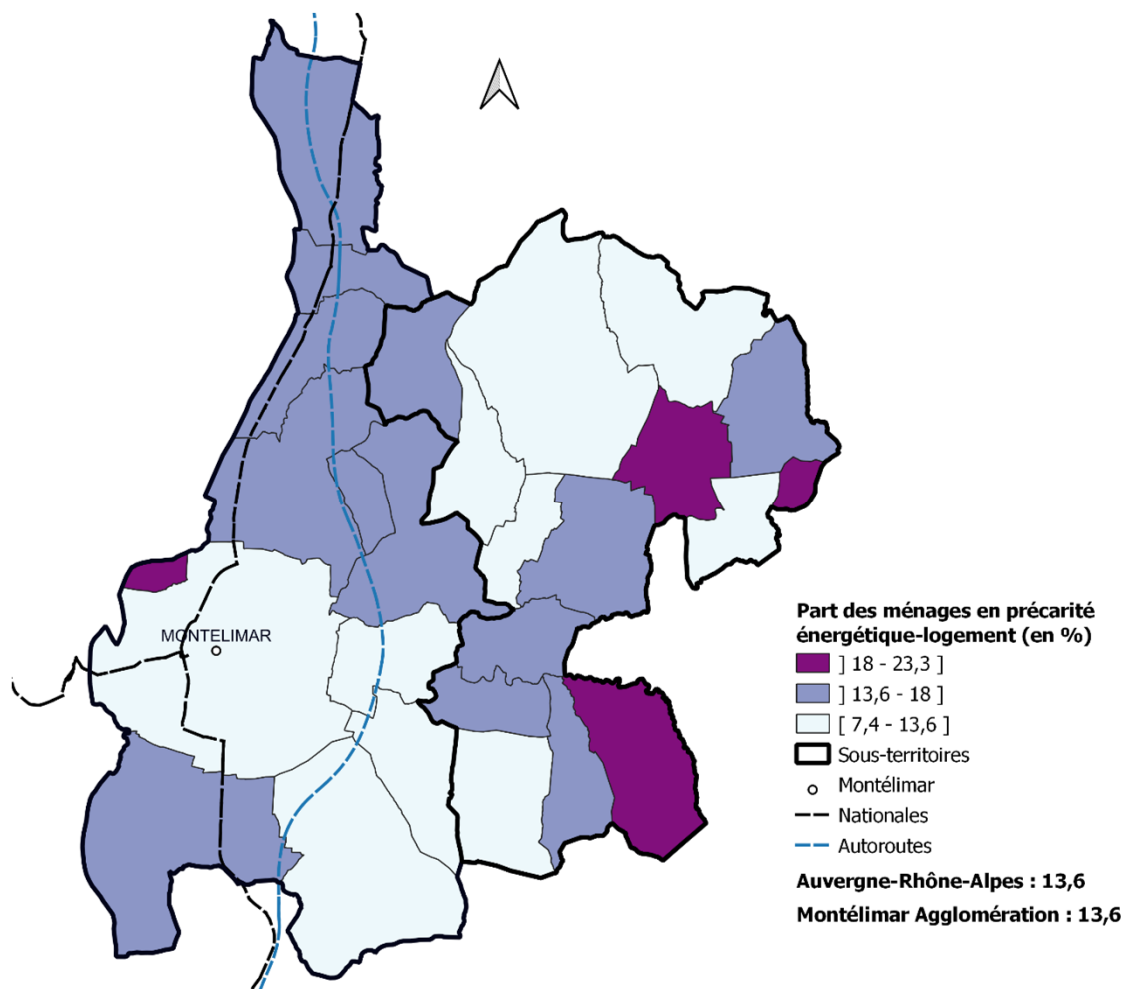 MONTELIMAR
Part des ménages en précarité
énergétique-logement (en %)
] 18 - 23,3 ]
] 13,6 - 18 ]
[ 7,4 - 13,6 ]
Sous-territoires
Montélimar
Nationales
Autoroutes
Auvergne-Rhône-Alpes : 13,6
Montélimar Agglomération : 13,6